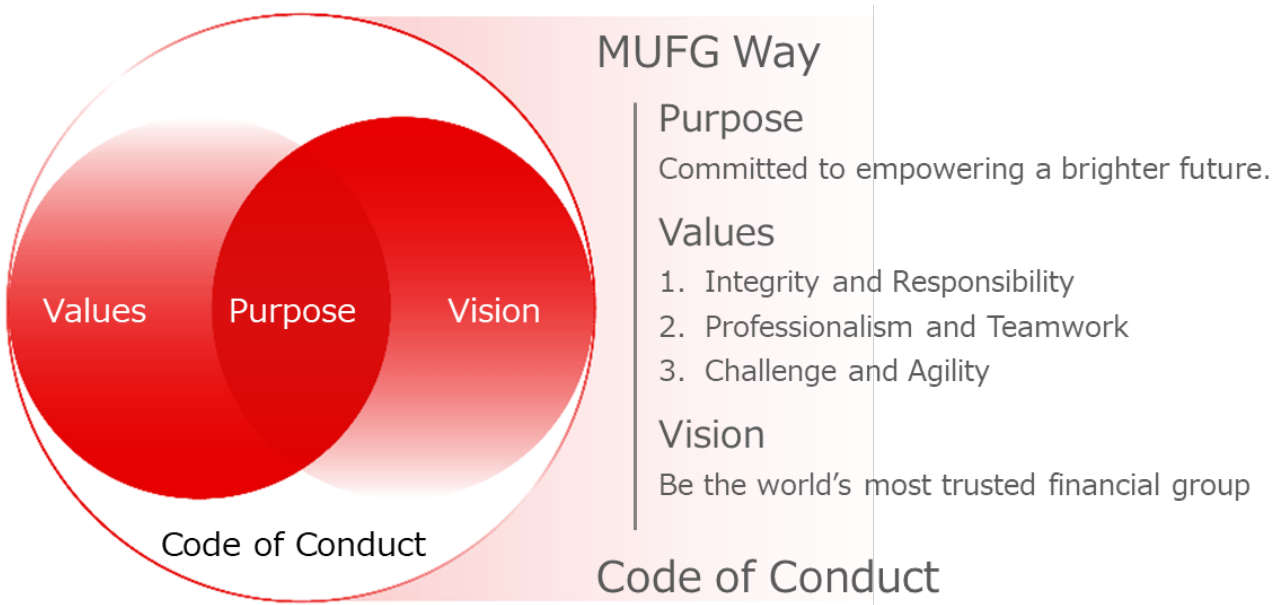 Values
Purpose
Vision
Code of Conduct
MUFG Way
Purpose
Committed to empowering a brighter future.
Values
1. Integrity and Responsibility
2. Professionalism and Teamwork
3. Challenge and Agility
Vision
Be the world's most trusted financial group
Code of Conduct